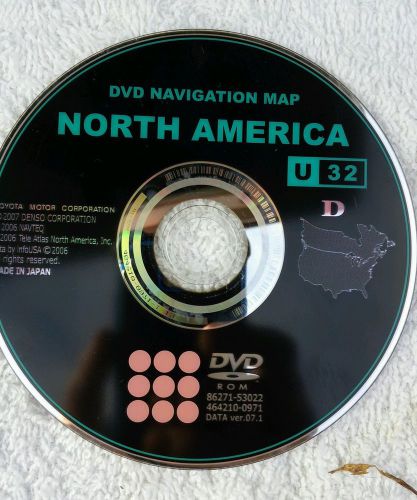 DVD NAVIGATION MAP
NORTH AMERICA
U 32
D
TOYOTA MOTOR CORPORATION
2007 DENSO CORPORATION
2006 NAVTEQ
2006 Tele Atlas North America, Inc.
by infoUSA © 2006
rights reserved.
MADE IN JAPAN
DVD
ROM
86271-53022
464210-0971
DATA ver.07.1